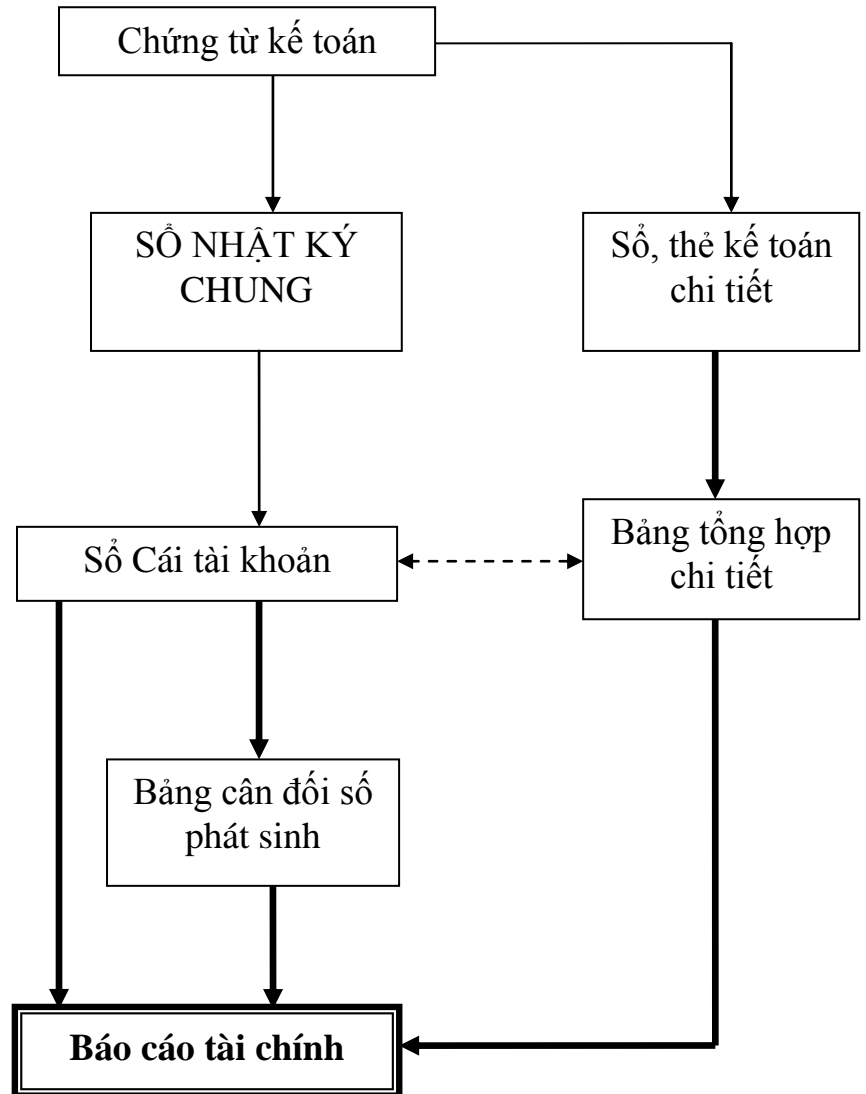 Chứng từ kế toán
SỔ NHẬT KÝ
CHUNG
Sổ, thẻ kế toán
chi tiết
Sổ Cái tài khoản
Bảng tổng hợp
chi tiết
Bảng cân đối số
phát sinh
Báo cáo tài chính